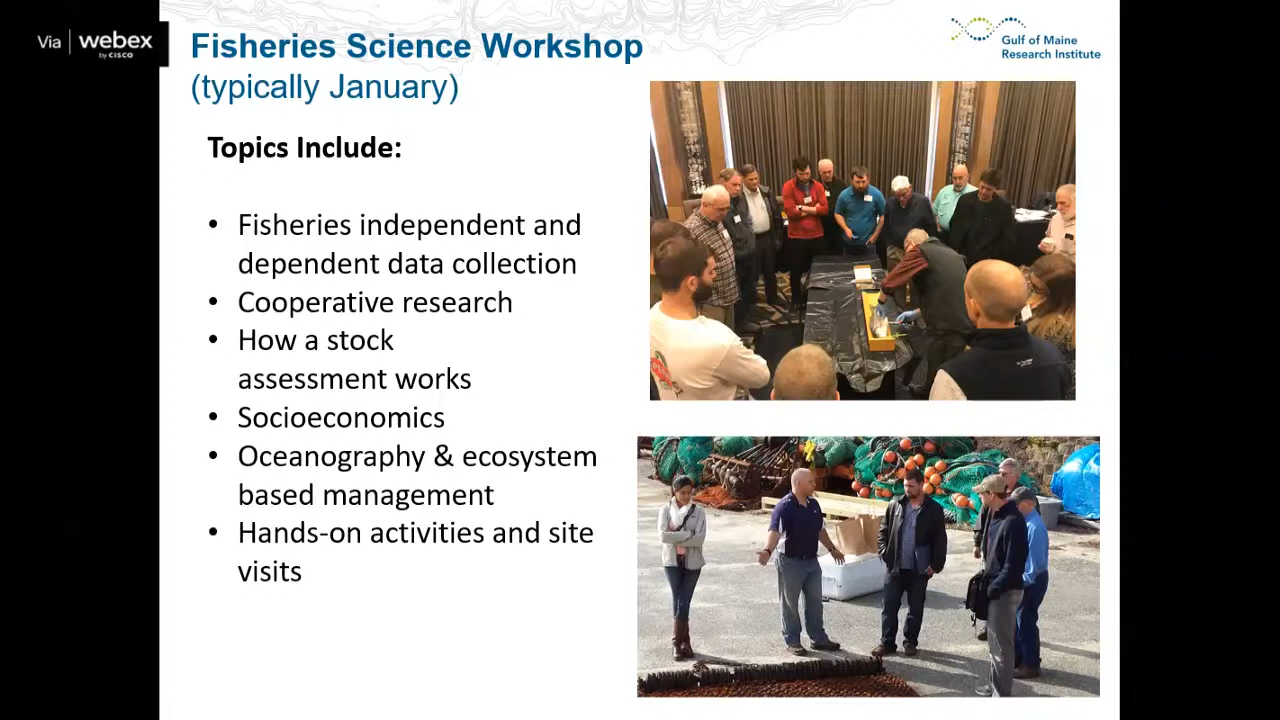 Via | webex
by CISCO
Fisheries Science Workshop
(typically January)
Gulf of Maine
Research Institute
Topics Include:
• Fisheries independent and
dependent data collection
• Cooperative research
• How a stock
assessment works
• Socioeconomics
• Oceanography & ecosystem
based management
• Hands-on activities and site
visits